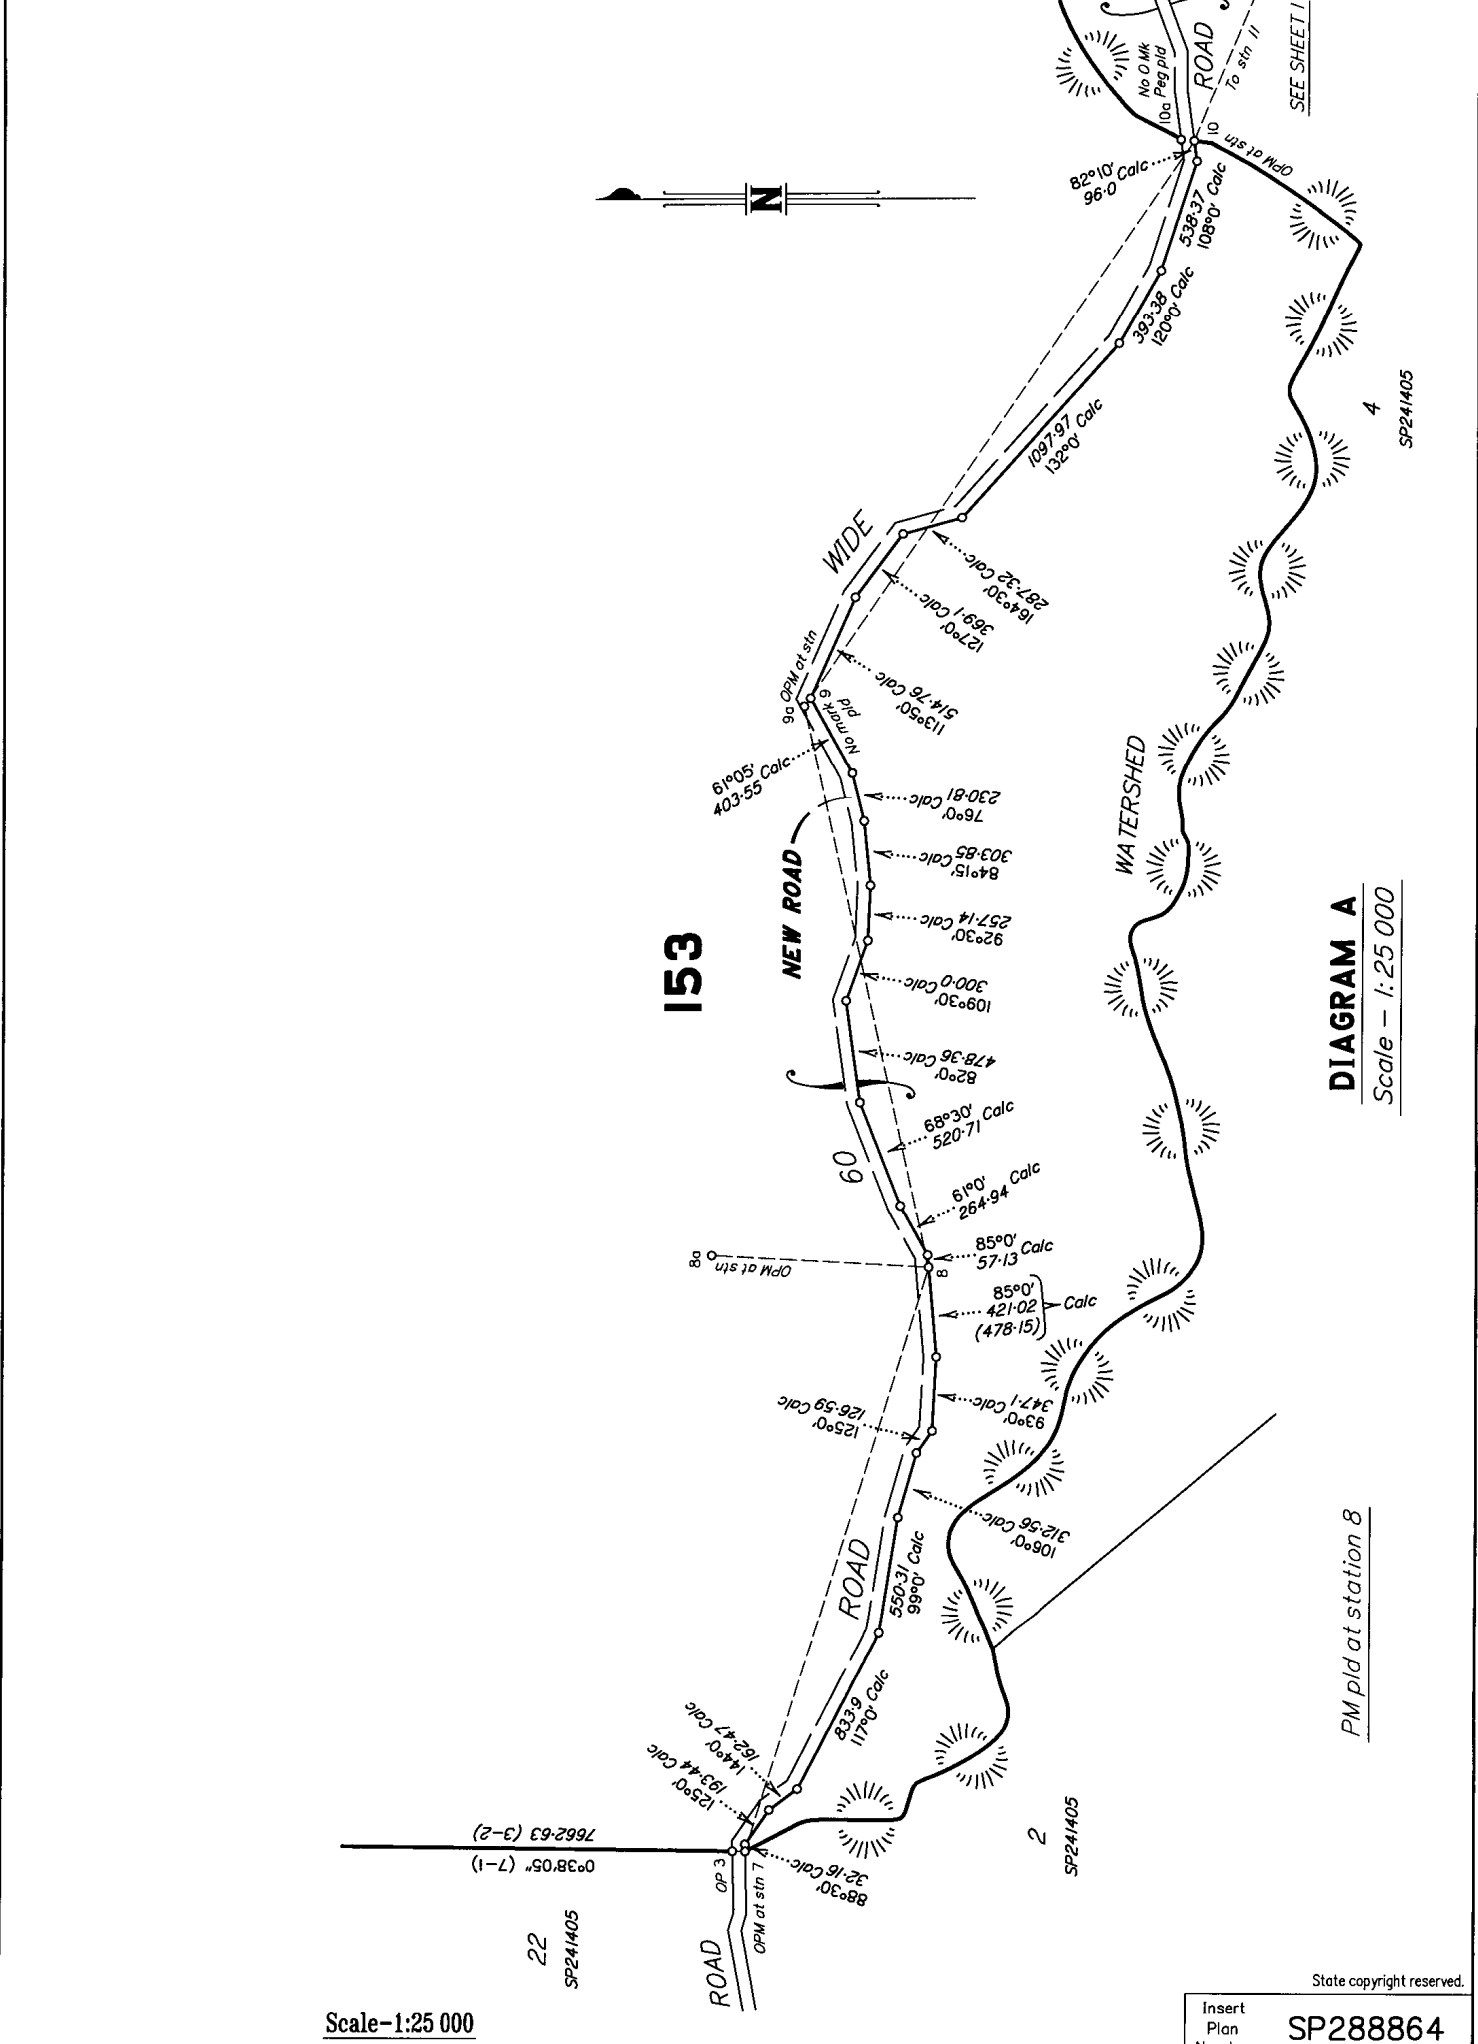 SEE SHEET 1
To stn 11
ROAD
No O Mk
10a Peg pld
10
OPM at stn
82°10'
96·0 Calc
538·37
108°0' Calc
393·38
120°0' Calc
N
1097·97
132°0' Calc
4
SP241405
WIDE
287·32 Calc
164°30'
369·1 Calc
127°0'
514·76 Calc
113°50'
9a OPM at stn
9
No mark
pld
61°05'
403·55 Calc
230·81
76°0' Calc
303·85
84°15' Calc
257·14
92°30' Calc
300·0 Calc
109°30'
478·36 Calc
82°0'
NEW ROAD
153
WATERSHED
DIAGRAM A
Scale – 1:25 000
68°30'
520·71 Calc
60
61°0'
264·94 Calc
8a
OPM at stn
85°0'
57·13 Calc
8
85°0'
421·02
(478·15)
Calc
347·1 Calc
93°0'
126·59 Calc
125°0'
312·56 Calc
106°0'
ROAD
550·31
99°0' Calc
PM pld at station 8
833·9
117°0' Calc
162·47 Calc
144°0'
193·44 Calc
125°0'
7662·63 (3-2)
0°38'05" (7-1)
OP 3
OPM at stn 7
32·16 Calc
88°30'
2
SP241405
22
SP241405
ROAD
Scale-1:25 000
State copyright reserved.
Insert
Plan
SP288864